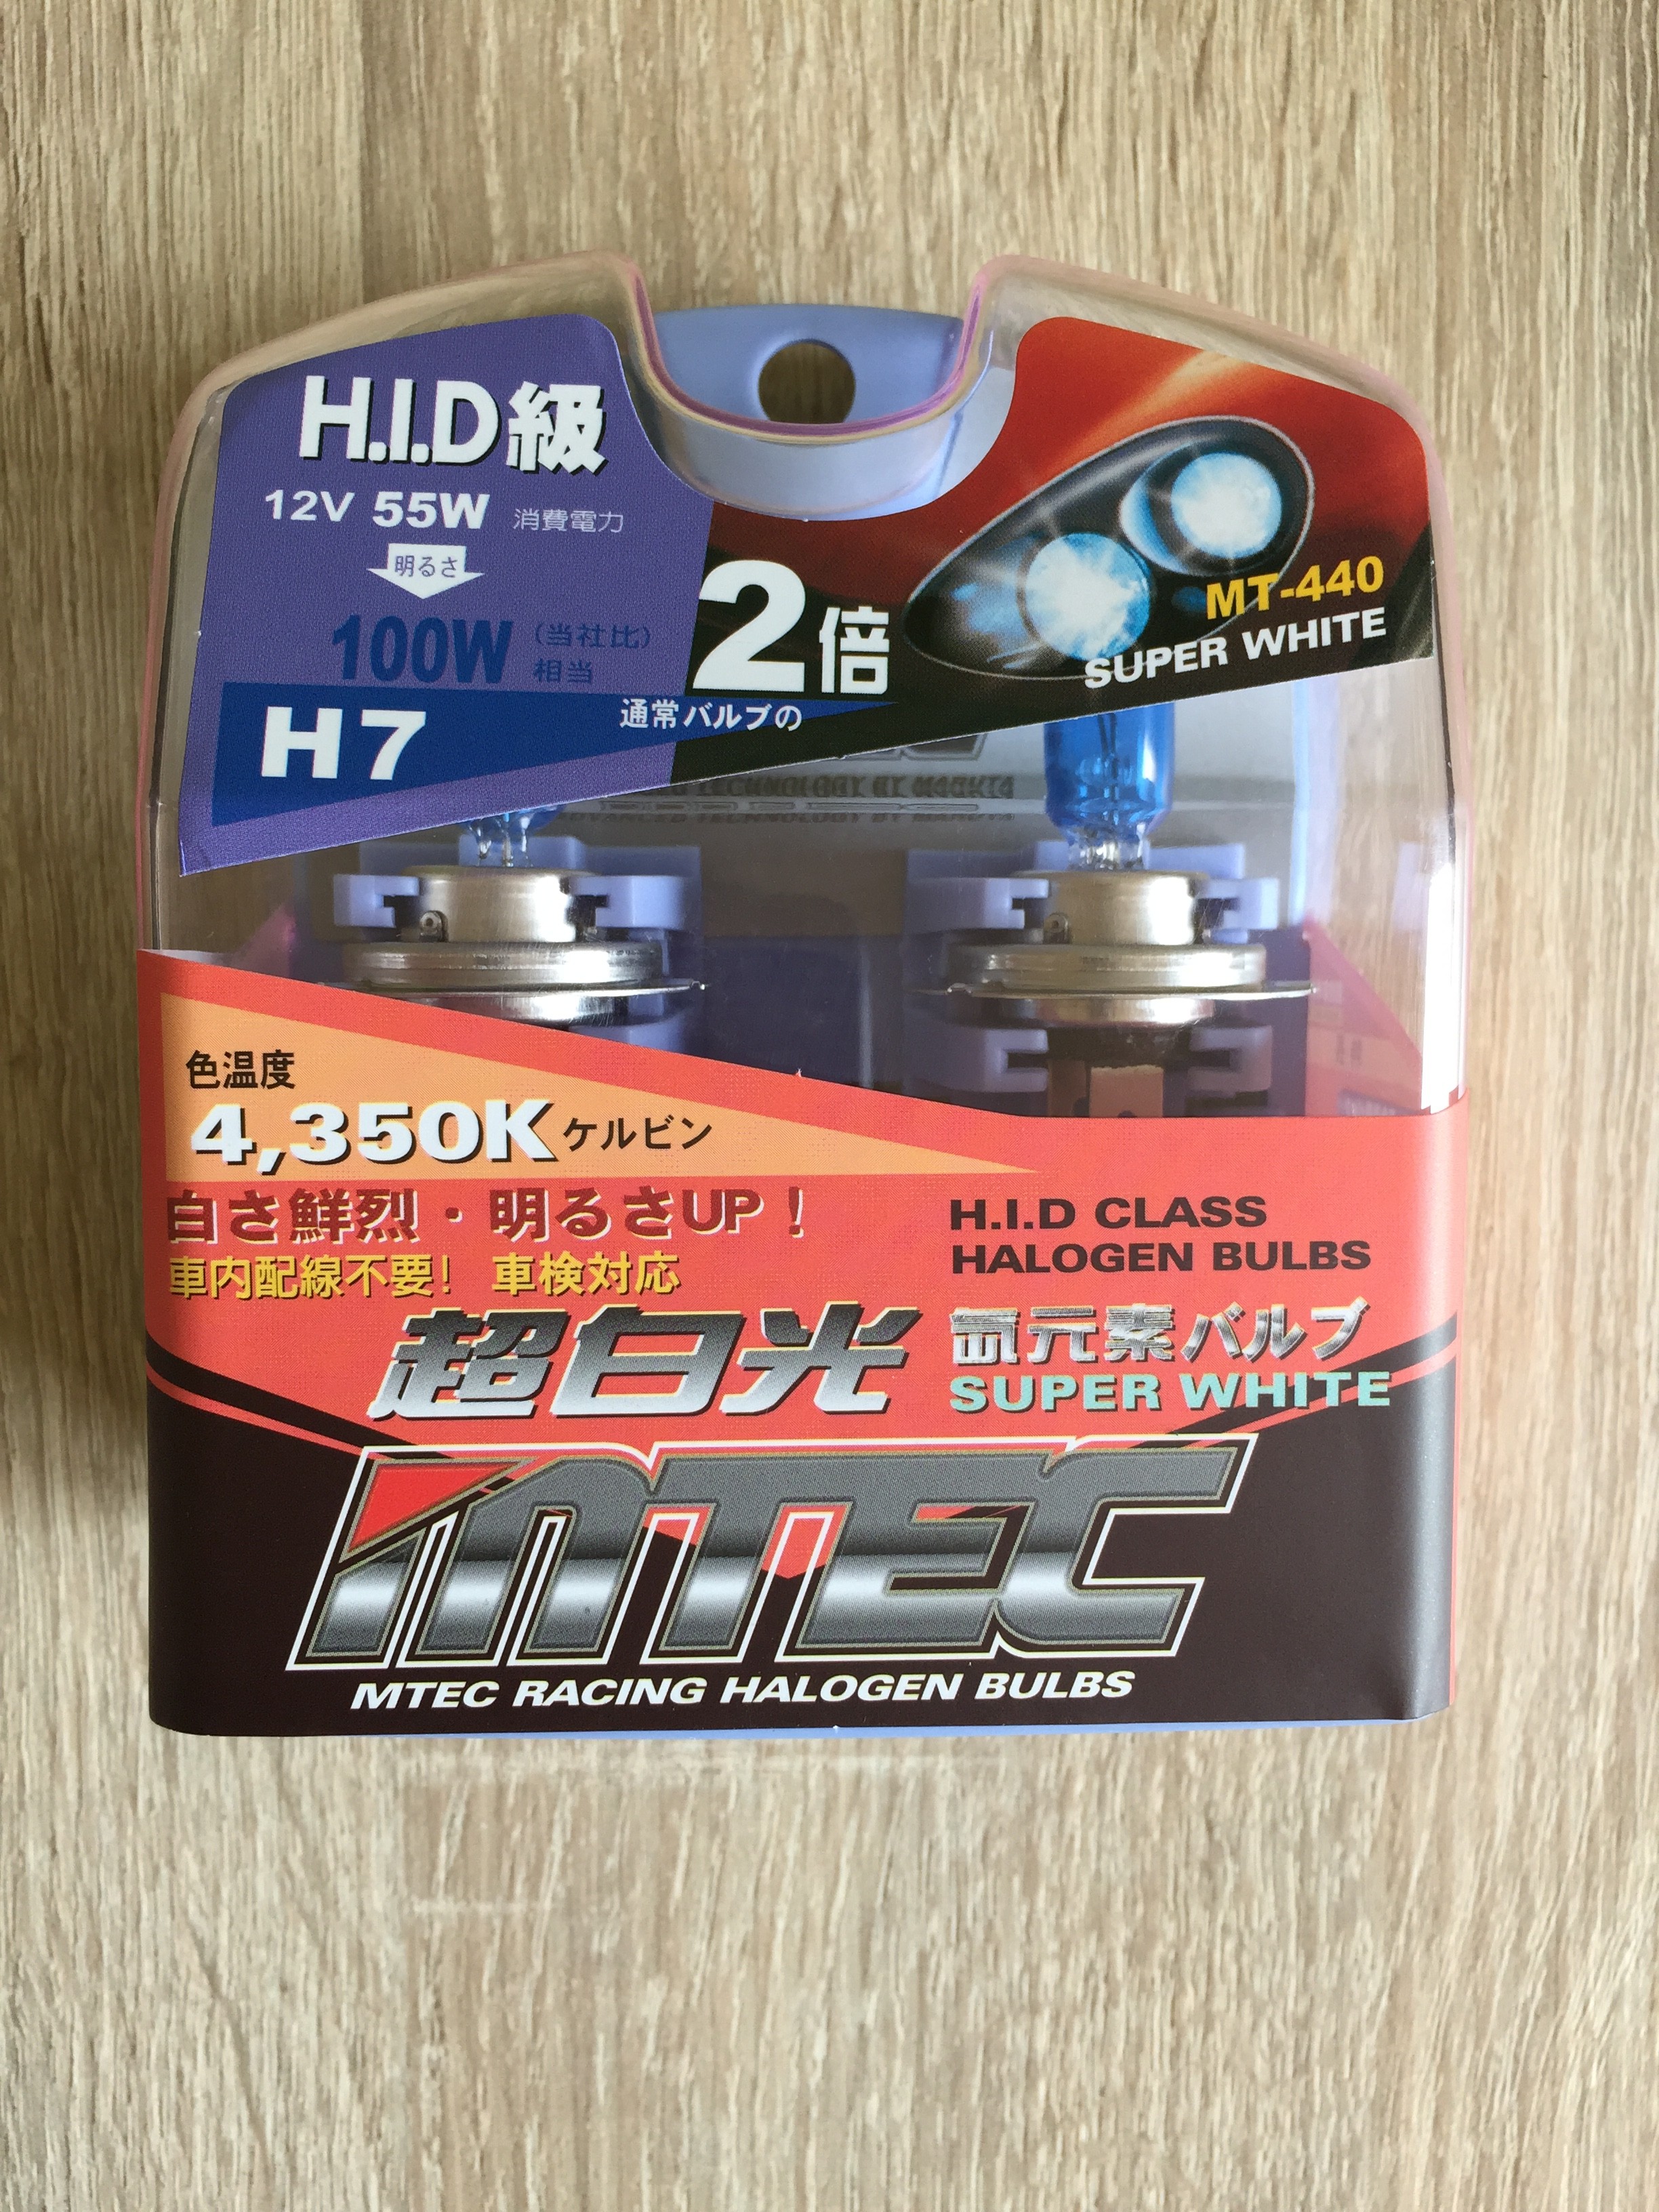 H.I.D級
12V 55W 消費電力
明るさ
100W (当社比)
相当
2倍
通常バルブの
H7
MT-440
SUPER WHITE
色温度
4,350K ケルビン
白さ鮮烈・明るさUP!
車内配線不要! 車検対応
H.I.D CLASS
HALOGEN BULBS
超白光
氙元素バルブ
SUPER WHITE
MTEC
MTEC RACING HALOGEN BULBS